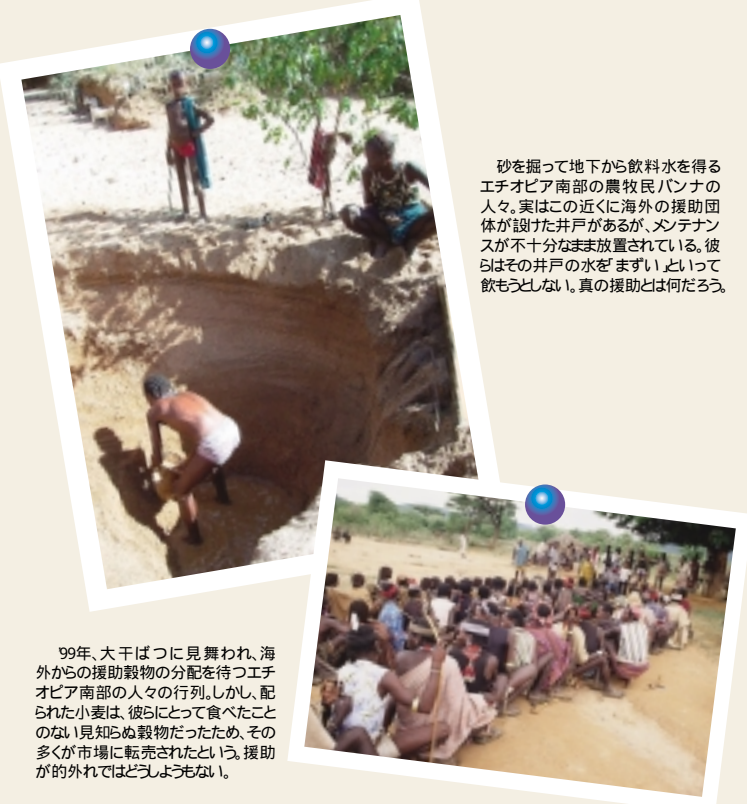 砂を掘って地下から飲料水を得る
エチオピア南部の農牧民バンナの
人々。実はこの近くに海外の援助団
体が設けた井戸があるが、メンテナン
スが不十分なまま放置されている。彼
らはその井戸の水を「まずい」といって
飲もうとしない。真の援助とは何だろう。
'99年、大干ばつに見舞われ、海
外からの援助穀物の分配を待つエチ
オピア南部の人々の行列。しかし、配
られた小麦は、彼らにとって食べたこと
のない見知らぬ穀物だったため、その
多くが市場に転売されたという。援助
が的外れではどうしようもない。